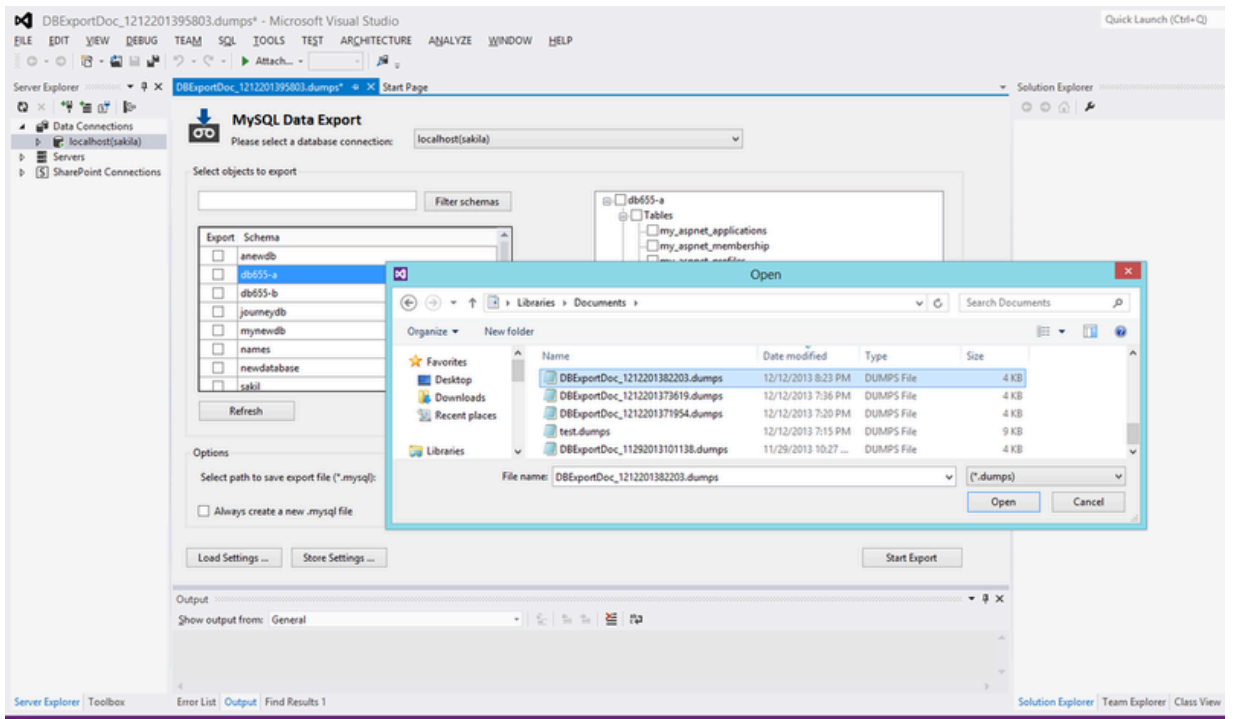 DBExportDoc_1212201395803.dumps* - Microsoft Visual Studio
Quick Launch (Ctrl+Q)
FILE EDIT VIEW DEBUG TEAM SQL TOOLS TEST ARCHITECTURE ANALYZE WINDOW HELP
Attach...
Server Explorer
DBExportDoc_1212201395803.dumps* Start Page
Solution Explorer
Data Connections
localhost(sakila)
Servers
SharePoint Connections
MySQL Data Export
Please select a database connection: localhost(sakila)
Select objects to export
Filter schemas
Export Schema
anewdb
db655-a
db655-b
journeydb
mynewdb
names
newdatabase
sakil
db655-a
Tables
my_aspnet_applications
my_aspnet_membership
my_aspnet_profiles
Refresh
Options
Select path to save export file (*.mysql):
Always create a new .mysql file
Load Settings ... Store Settings ...
Start Export
Open
Libraries Documents
Search Documents
Organize New folder
Favorites
Desktop
Downloads
Recent places
Libraries
Name Date modified Type Size
DBExportDoc_1212201382203.dumps 12/12/2013 8:23 PM DUMPS File 4 KB
DBExportDoc_1212201373619.dumps 12/12/2013 7:36 PM DUMPS File 4 KB
DBExportDoc_1212201371954.dumps 12/12/2013 7:20 PM DUMPS File 4 KB
test.dumps 12/12/2013 7:15 PM DUMPS File 9 KB
DBExportDoc_11292013101138.dumps 11/29/2013 10:27 ... DUMPS File 4 KB
File name: DBExportDoc_1212201382203.dumps (*.dumps)
Open Cancel
Output
Show output from: General
Server Explorer Toolbox
Error List Output Find Results 1
Solution Explorer Team Explorer Class View